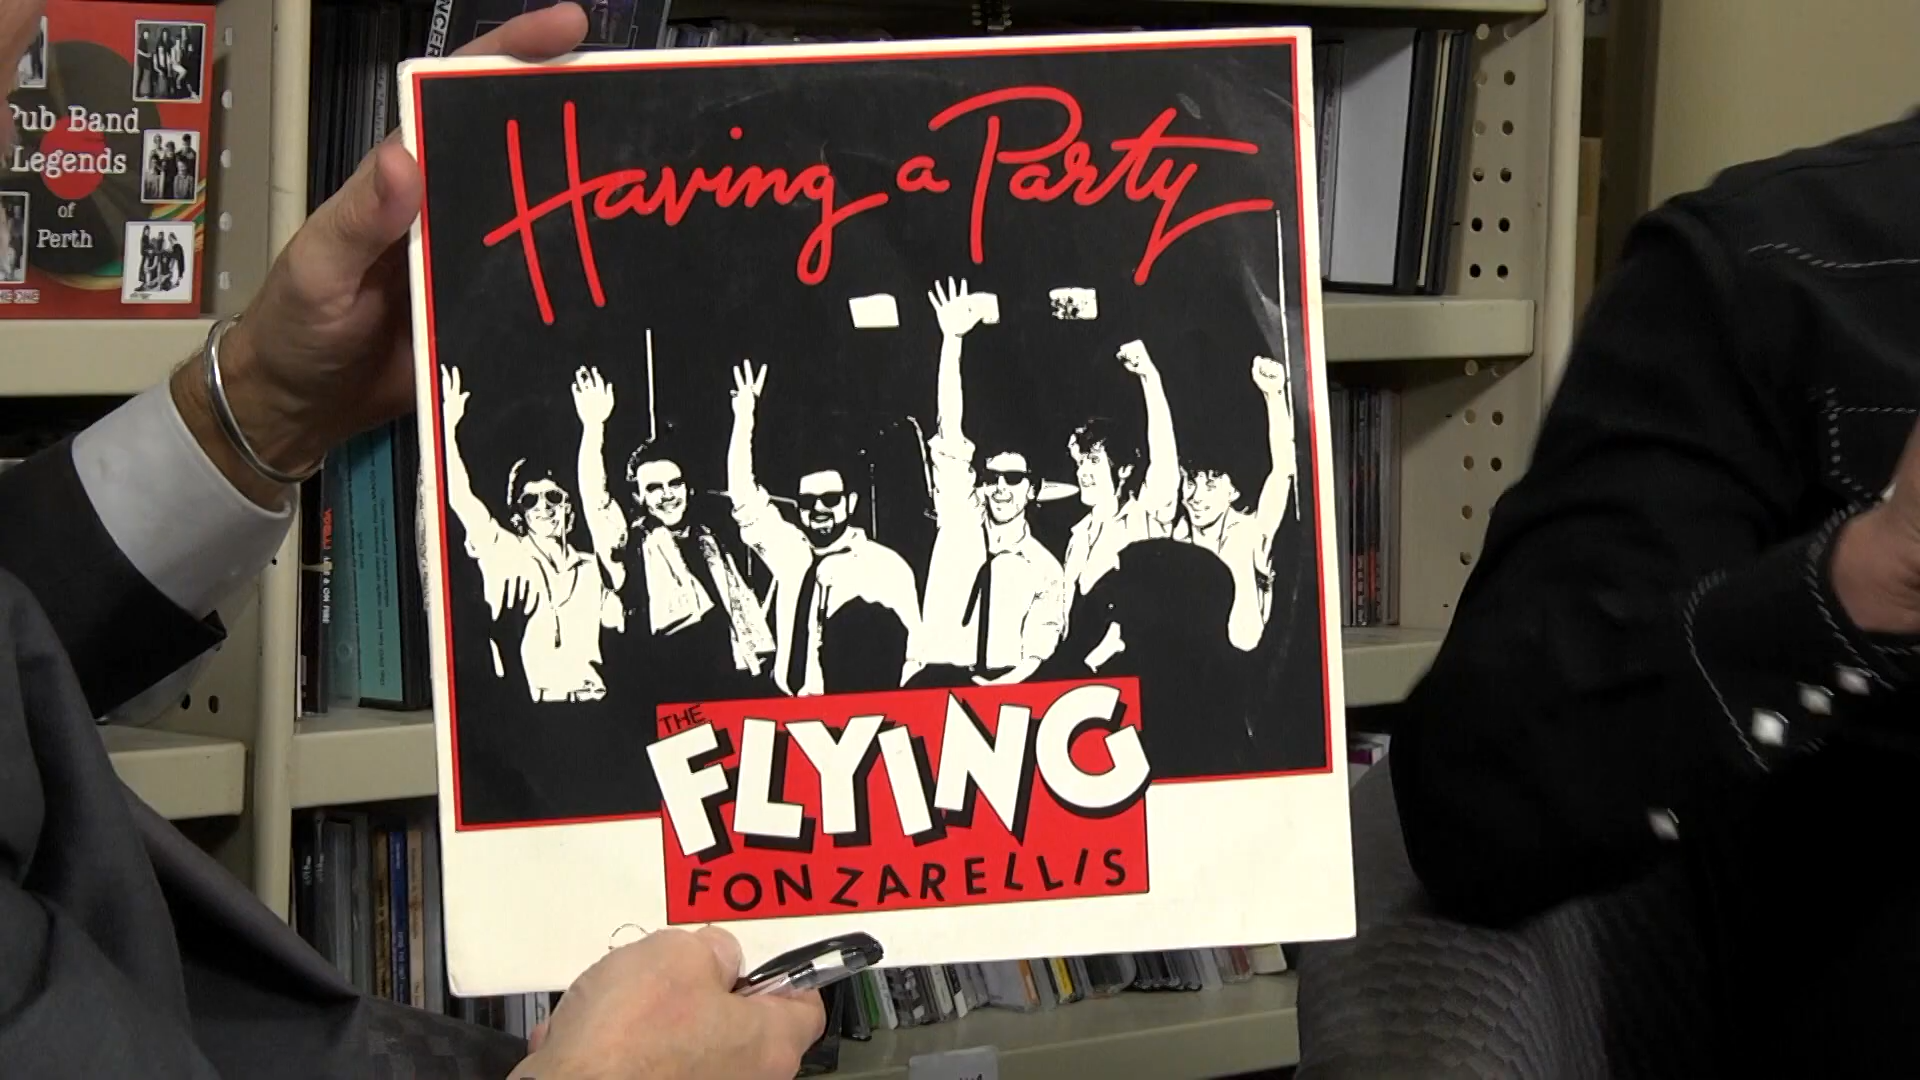 Pub Band
Legends
of
Perth
Having a Party
THE
FLYING
FONZARELLIS